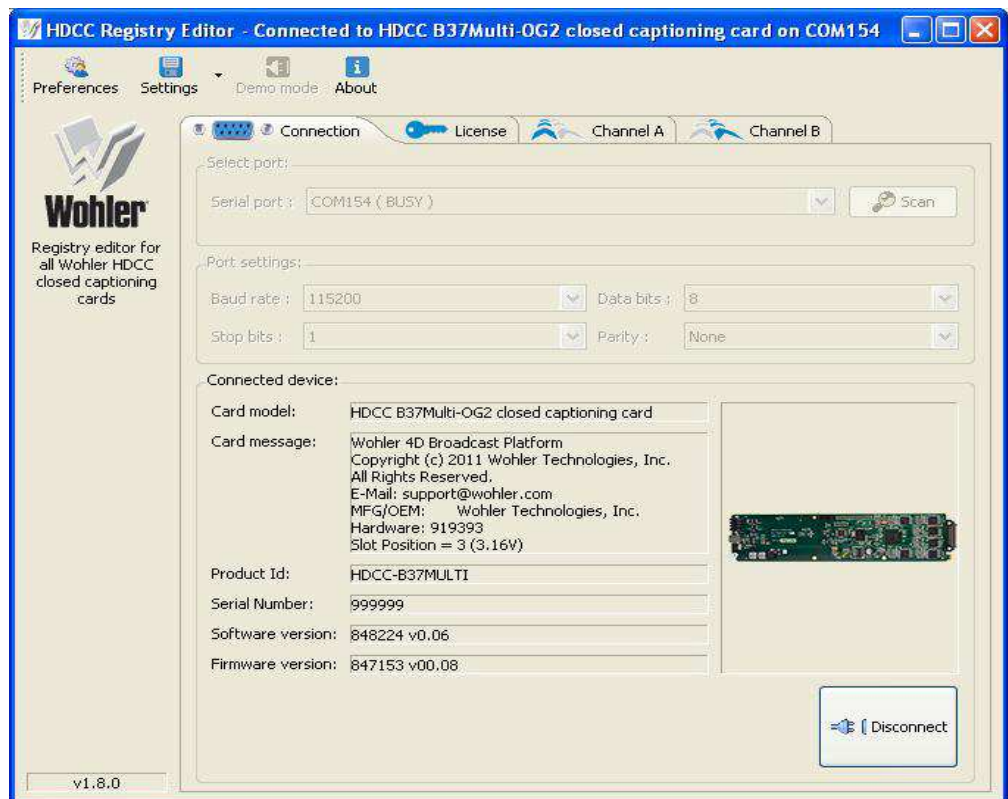 HDCC Registry Editor - Connected to HDCC B37Multi-OG2 closed captioning card on COM154
Preferences Settings Demo mode About
Connection License Channel A Channel B
Wohler
Registry editor for
all Wohler HDCC
closed captioning
cards
Select port:
Serial port : COM154 ( BUSY ) Scan
Port settings:
Baud rate : 115200 Data bits : 8
Stop bits : 1 Parity : None
Connected device:
Card model: HDCC B37Multi-OG2 closed captioning card
Card message: Wohler 4D Broadcast Platform
Copyright (c) 2011 Wohler Technologies, Inc.
All Rights Reserved.
E-Mail: support@wohler.com
MFG/OEM: Wohler Technologies, Inc.
Hardware: 919393
Slot Position = 3 (3.16V)
Product Id: HDCC-B37MULTI
Serial Number: 999999
Software version: 848224 v0.06
Firmware version: 847153 v00.08
Disconnect
v1.8.0